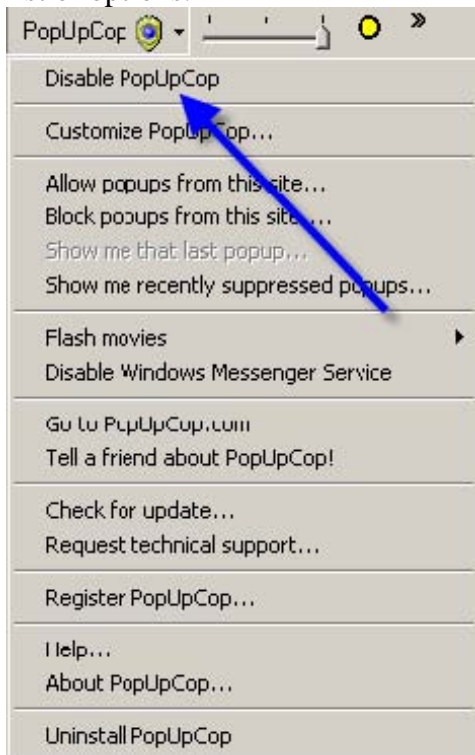 PopUpCop »
Disable PopUpCop
Customize PopUpCop...
Allow popups from this site...
Block popups from this site ...
Show me that last popup...
Show me recently suppressed popups...
Flash movies
Disable Windows Messenger Service
Go to PopUpCop.com
Tell a friend about PopUpCop!
Check for update...
Request technical support...
Register PopUpCop...
Help...
About PopUpCop...
Uninstall PopUpCop